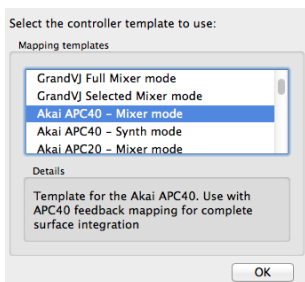 Select the controller template to use:
Mapping templates
GrandVJ Full Mixer mode
GrandVJ Selected Mixer mode
Akai APC40 - Mixer mode
Akai APC40 - Synth mode
Akai APC20 - Mixer mode
Details
Template for the Akai APC40. Use with
APC40 feedback mapping for complete
surface integration
OK